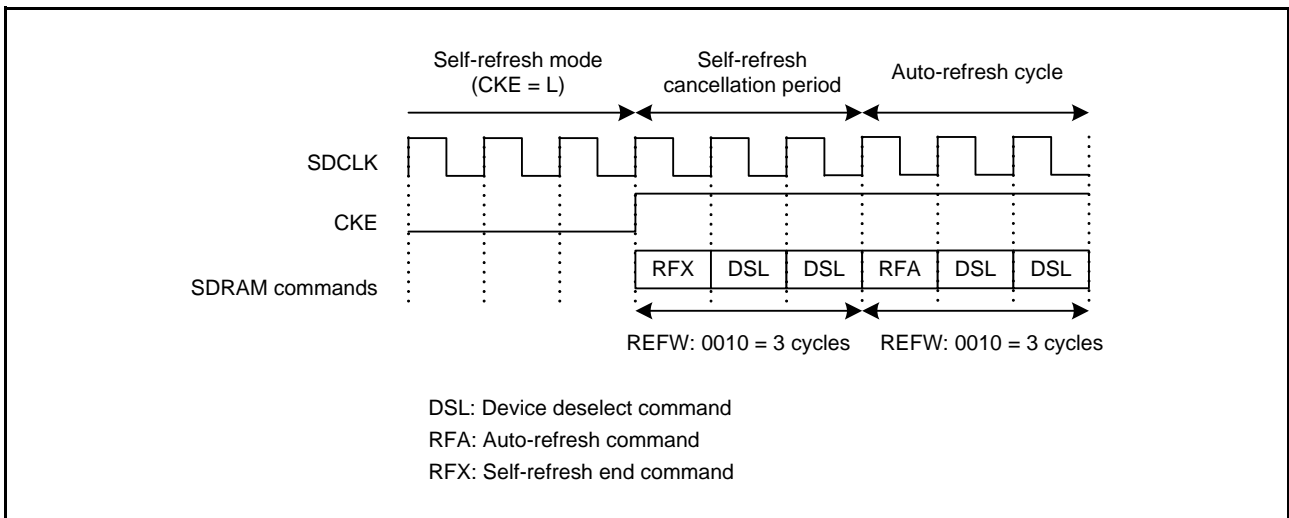 Self-refresh mode
(CKE = L)
Self-refresh
cancellation period
Auto-refresh cycle
SDCLK
CKE
SDRAM commands
RFX DSL DSL RFA DSL DSL
REFW: 0010 = 3 cycles REFW: 0010 = 3 cycles
DSL: Device deselect command
RFA: Auto-refresh command
RFX: Self-refresh end command